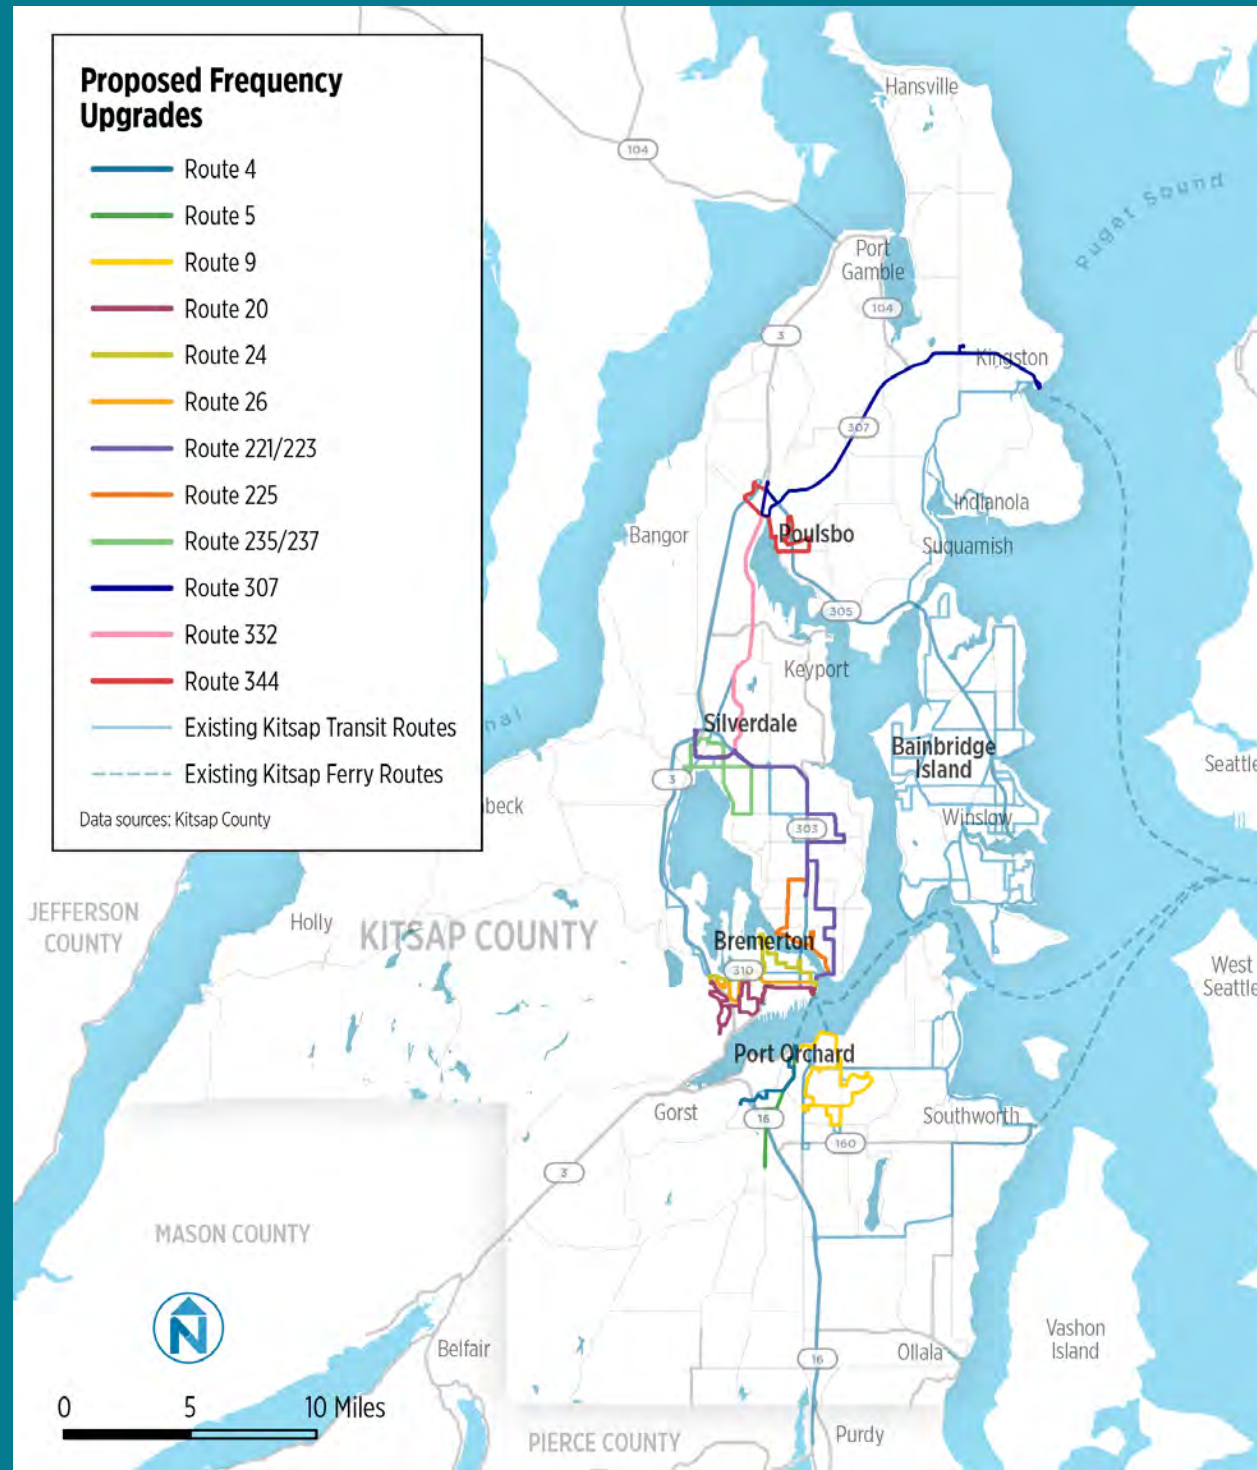 Proposed Frequency
Upgrades
Route 4
Route 5
Route 9
Route 20
Route 24
Route 26
Route 221/223
Route 225
Route 235/237
Route 307
Route 332
Route 344
Existing Kitsap Transit Routes
Existing Kitsap Ferry Routes
Data sources: Kitsap County
Hansville
104
Puget Sound
Port
Gamble
104
3
Kingston
307
Indianola
Bangor
Poulsbo
Suquamish
305
Keyport
Silverdale
Bainbridge
Island
Seattle
3
Winslow
303
JEFFERSON
COUNTY
Holly
KITSAP COUNTY
Bremerton
310
West
Seattle
Port Orchard
Gorst
16
Southworth
160
3
MASON COUNTY
N
Vashon
Island
Belfair
16
Ollala
0 5 10 Miles
PIERCE COUNTY
Purdy